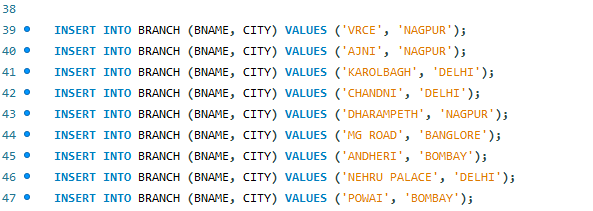 38
39 INSERT INTO BRANCH (BNAME, CITY) VALUES ('VRCE', 'NAGPUR');
40 INSERT INTO BRANCH (BNAME, CITY) VALUES ('AJNI', 'NAGPUR');
41 INSERT INTO BRANCH (BNAME, CITY) VALUES ('KAROLBAGH', 'DELHI');
42 INSERT INTO BRANCH (BNAME, CITY) VALUES ('CHANDNI', 'DELHI');
43 INSERT INTO BRANCH (BNAME, CITY) VALUES ('DHARAMPETH', 'NAGPUR');
44 INSERT INTO BRANCH (BNAME, CITY) VALUES ('MG ROAD', 'BANGLORE');
45 INSERT INTO BRANCH (BNAME, CITY) VALUES ('ANDHERI', 'BOMBAY');
46 INSERT INTO BRANCH (BNAME, CITY) VALUES ('NEHRU PALACE', 'DELHI');
47 INSERT INTO BRANCH (BNAME, CITY) VALUES ('POWAI', 'BOMBAY');